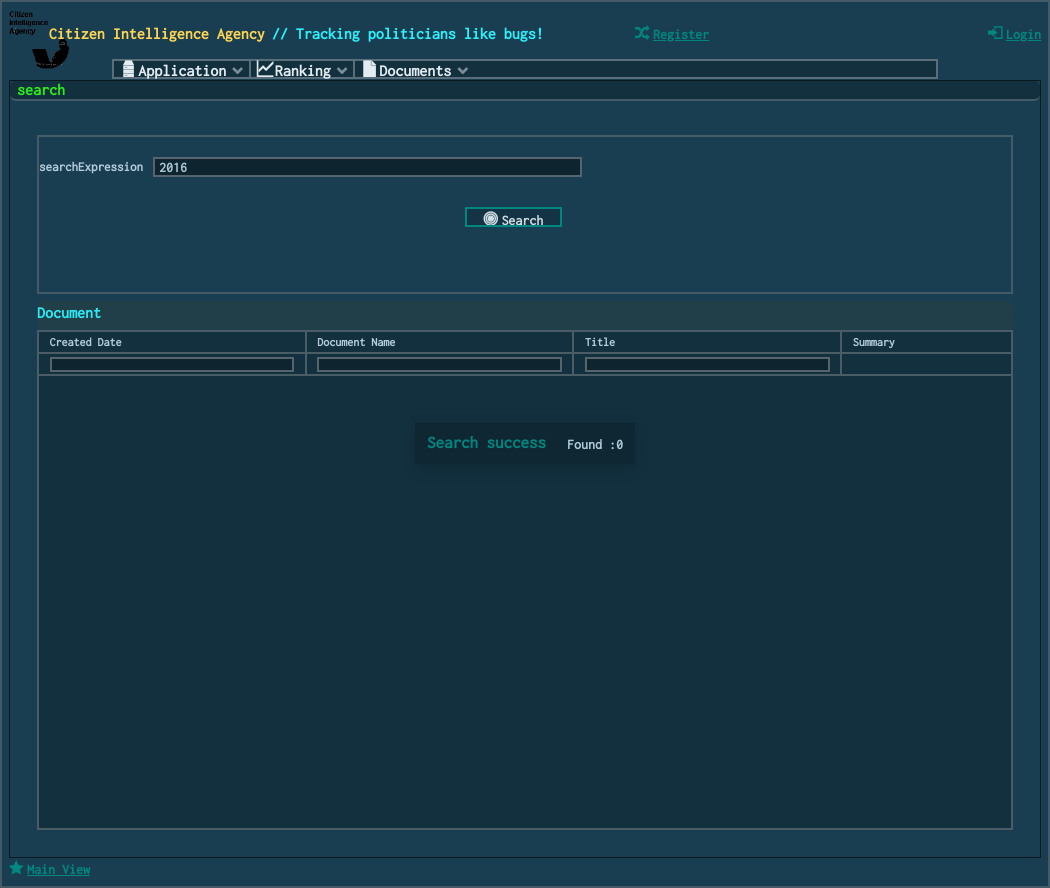 Citizen
Intelligence
Agency
Citizen Intelligence Agency // Tracking politicians like bugs!
Register
Login
Application
Ranking
Documents
search
searchExpression 2016
Search
Document
Created Date Document Name Title Summary
Search success Found :0
Main View